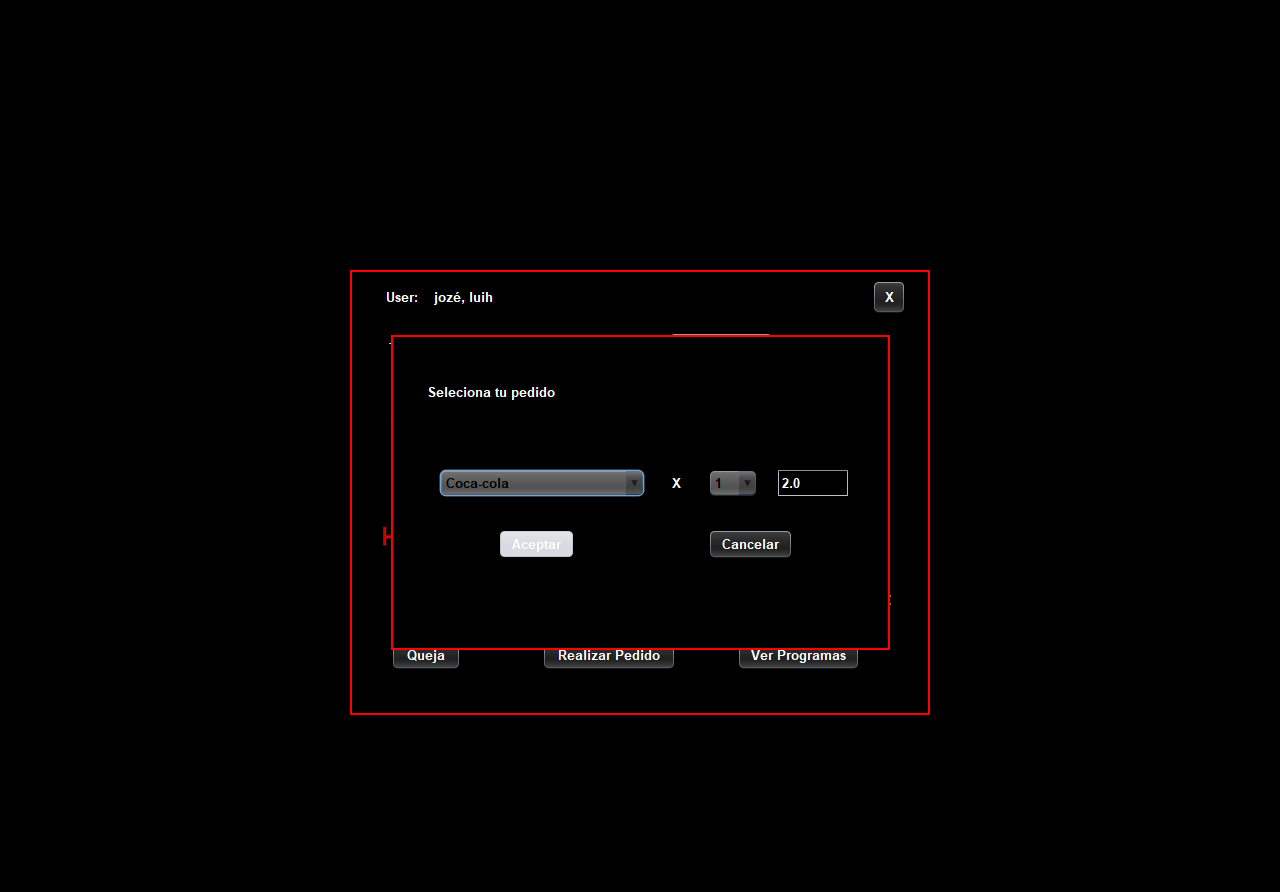 User: jozé, luih X
Seleciona tu pedido
Coca-cola X 1 2.0
Aceptar Cancelar
Queja Realizar Pedido Ver Programas